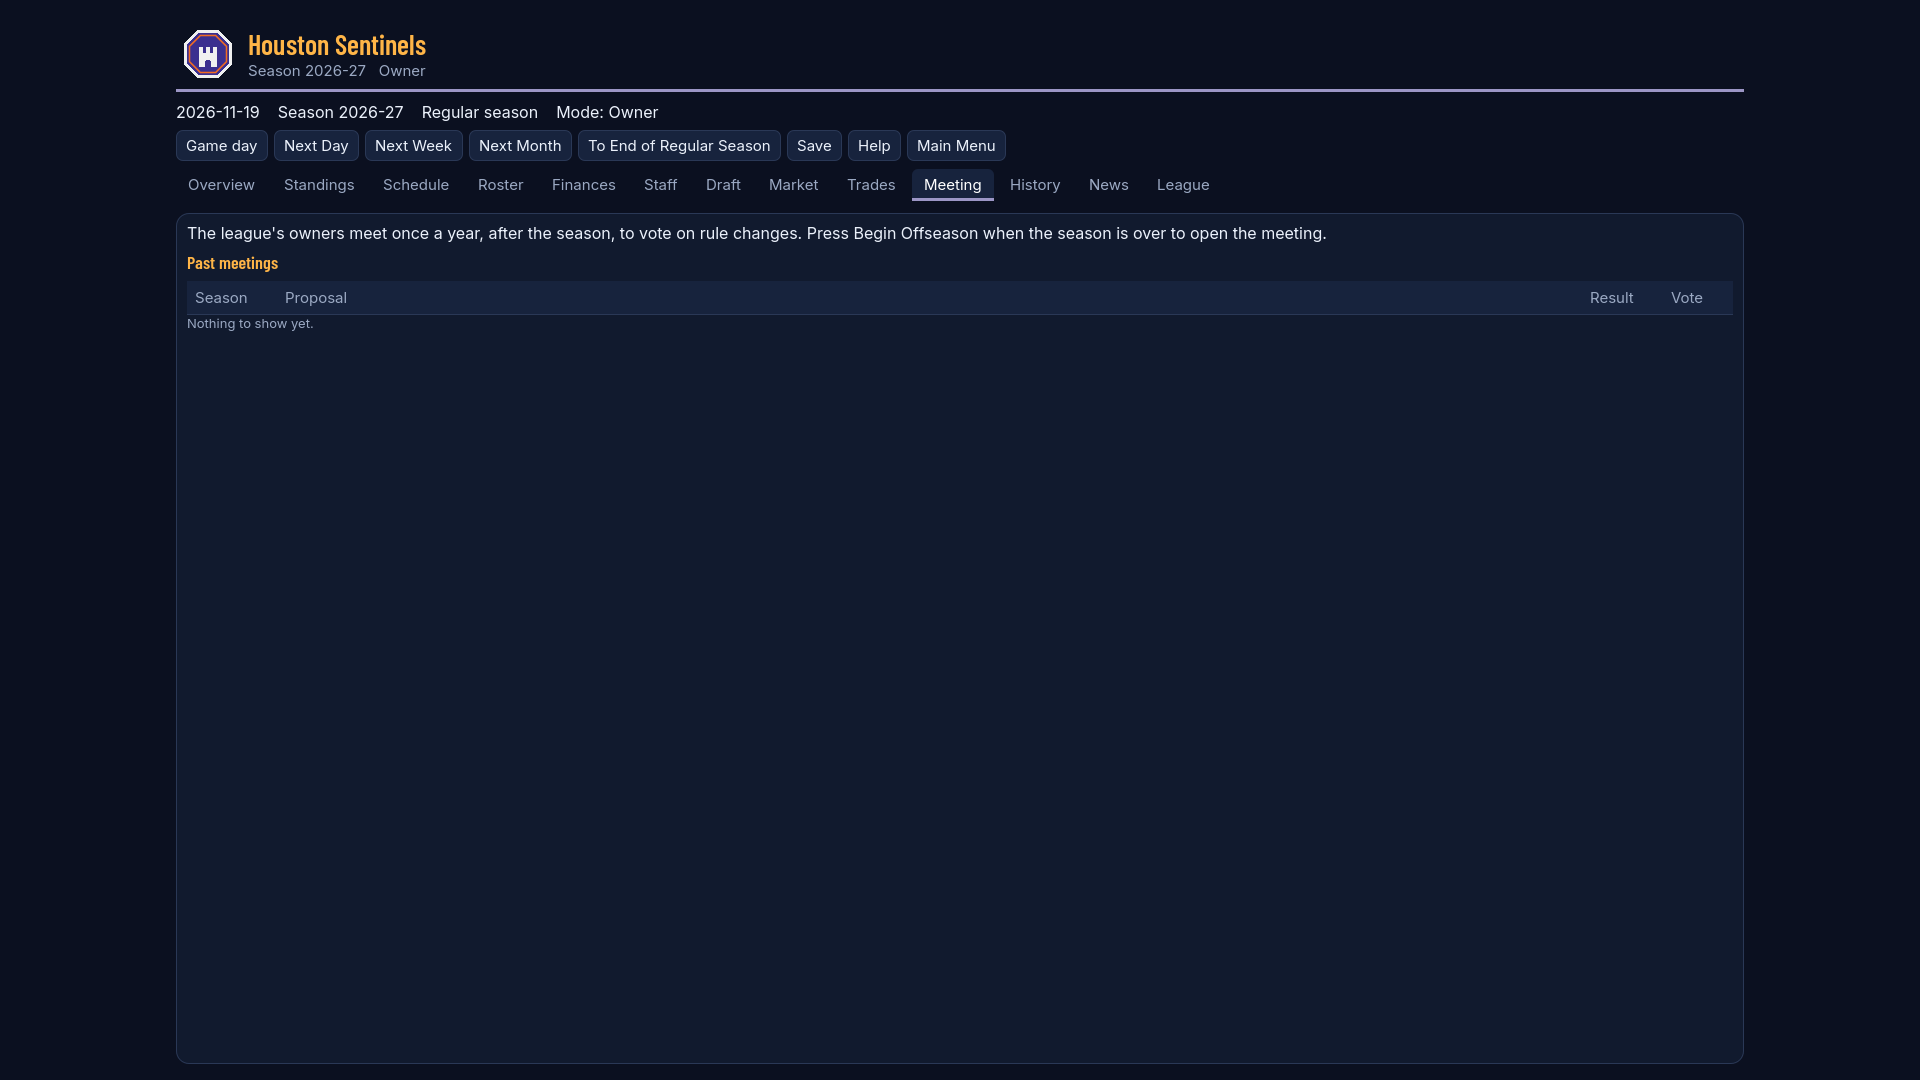 Houston Sentinels
Season 2026-27 Owner
2026-11-19 Season 2026-27 Regular season Mode: Owner
Game day Next Day Next Week Next Month To End of Regular Season Save Help Main Menu
Overview Standings Schedule Roster Finances Staff Draft Market Trades Meeting History News League
The league's owners meet once a year, after the season, to vote on rule changes. Press Begin Offseason when the season is over to open the meeting.
Past meetings
Season Proposal Result Vote
Nothing to show yet.